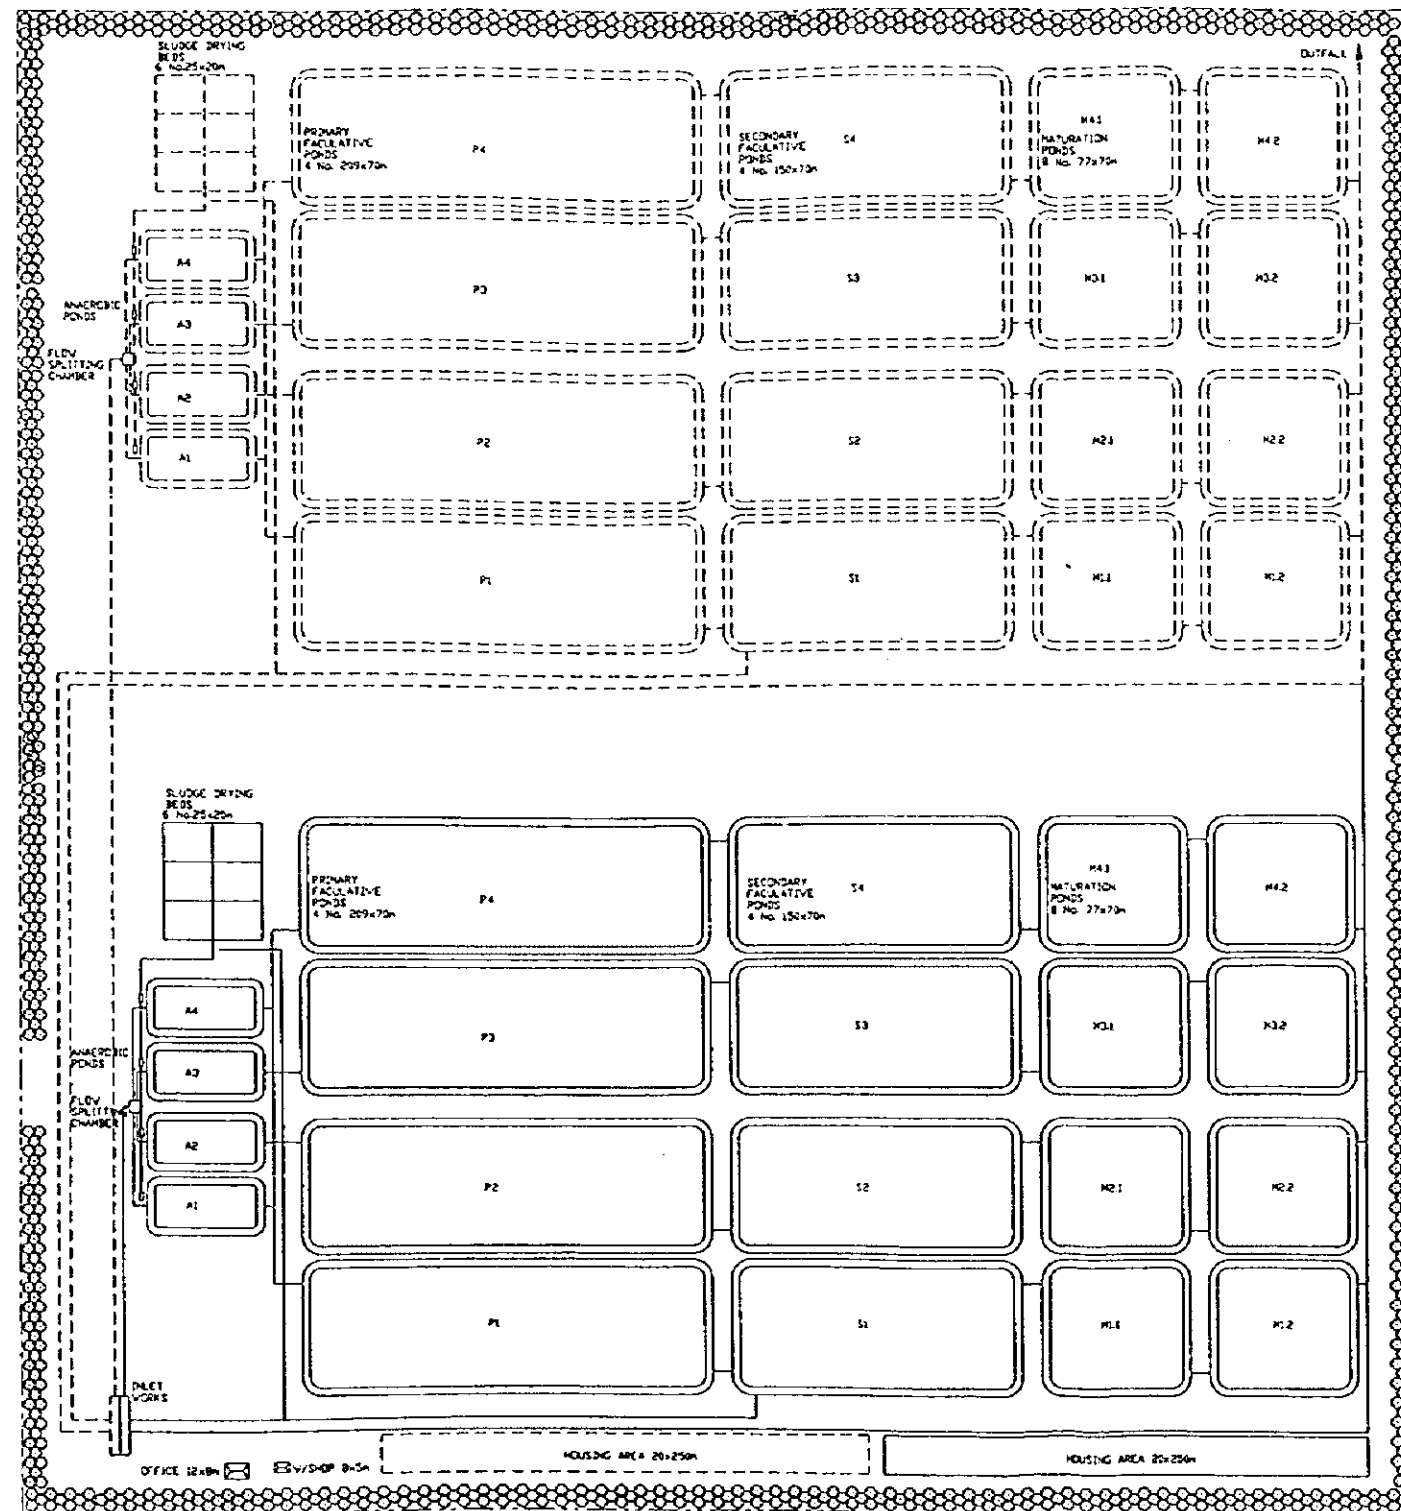 SLUDGE DRYING
BEDS
6 No.25x20m
OUTFALL
PRIMARY
FACULATIVE
PONDS
4 No. 209x70m
P4
SECONDARY
FACULATIVE
PONDS
4 No. 150x70m
S4
M4.1
MATURATION
PONDS
8 No. 77x70m
M4.2
A4
P3
S3
M3.1
M3.2
ANAEROBIC
PONDS
A3
FLOW
SPLITTING
CHAMBER
A2
A1
P2
S2
M2.1
M2.2
P1
S1
M1.1
M1.2
SLUDGE DRYING
BEDS
6 No.25x20m
PRIMARY
FACULATIVE
PONDS
4 No. 209x70m
P4
SECONDARY
FACULATIVE
PONDS
4 No. 150x70m
S4
M4.1
MATURATION
PONDS
8 No. 77x70m
M4.2
A4
P3
S3
M3.1
M3.2
ANAEROBIC
PONDS
A3
FLOW
SPLITTING
CHAMBER
A2
A1
P2
S2
M2.1
M2.2
P1
S1
M1.1
M1.2
INLET
WORKS
OFFICE 12x8m
W/SHOP 8x5m
HOUSING AREA 20x250m
HOUSING AREA 20x250m